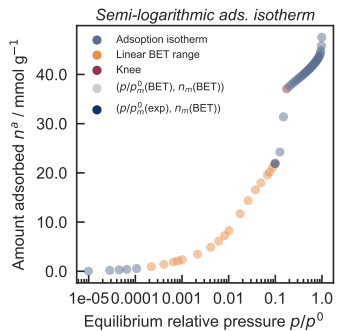 Semi-logarithmic ads. isotherm
Adsoption isotherm
Linear BET range
Knee
(p/p⁰ₘ(BET), nₘ(BET))
(p/p⁰ₘ(exp), nₘ(BET))
Amount adsorbed nᵃ / mmol g⁻¹
40.0
30.0
20.0
10.0
0.0
1e-05 0.0001 0.001 0.01 0.1 1.0
Equilibrium relative pressure p/p⁰